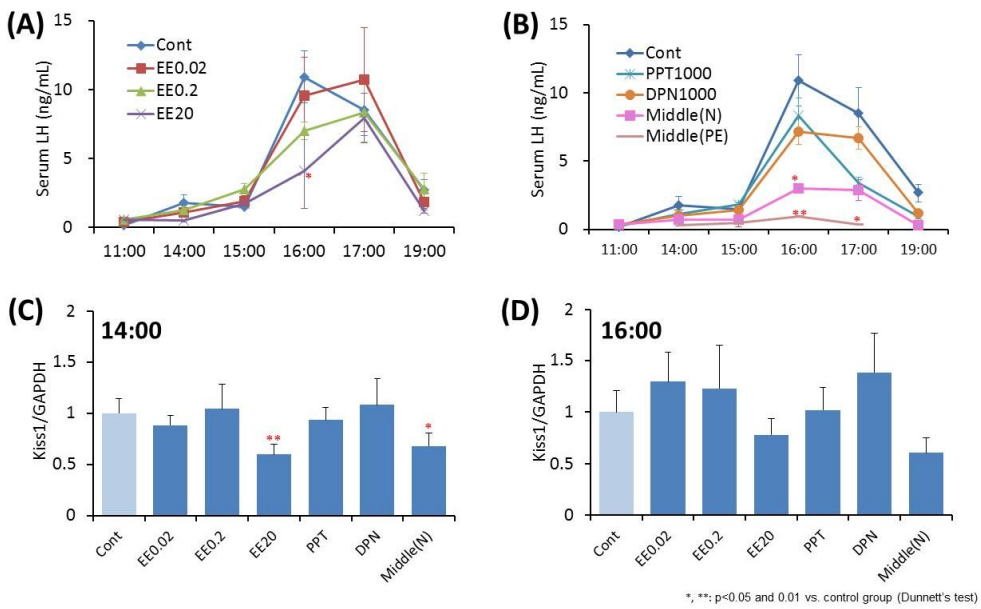 (A)
15
10
5
0
Serum LH (ng/mL)
Cont
EE0.02
EE0.2
EE20
*
11:00 14:00 15:00 16:00 17:00 19:00
(B)
15
10
5
0
Serum LH (ng/mL)
Cont
PPT1000
DPN1000
Middle(N)
Middle(PE)
*
**
*
11:00 14:00 15:00 16:00 17:00 19:00
(C)
14:00
2
1.5
1
0.5
0
Kiss1/GAPDH
**
*
Cont EE0.02 EE0.2 EE20 PPT DPN Middle(N)
(D)
16:00
2
1.5
1
0.5
0
Kiss1/GAPDH
Cont EE0.02 EE0.2 EE20 PPT DPN Middle(N)
*, **: p<0.05 and 0.01 vs. control group (Dunnett's test)